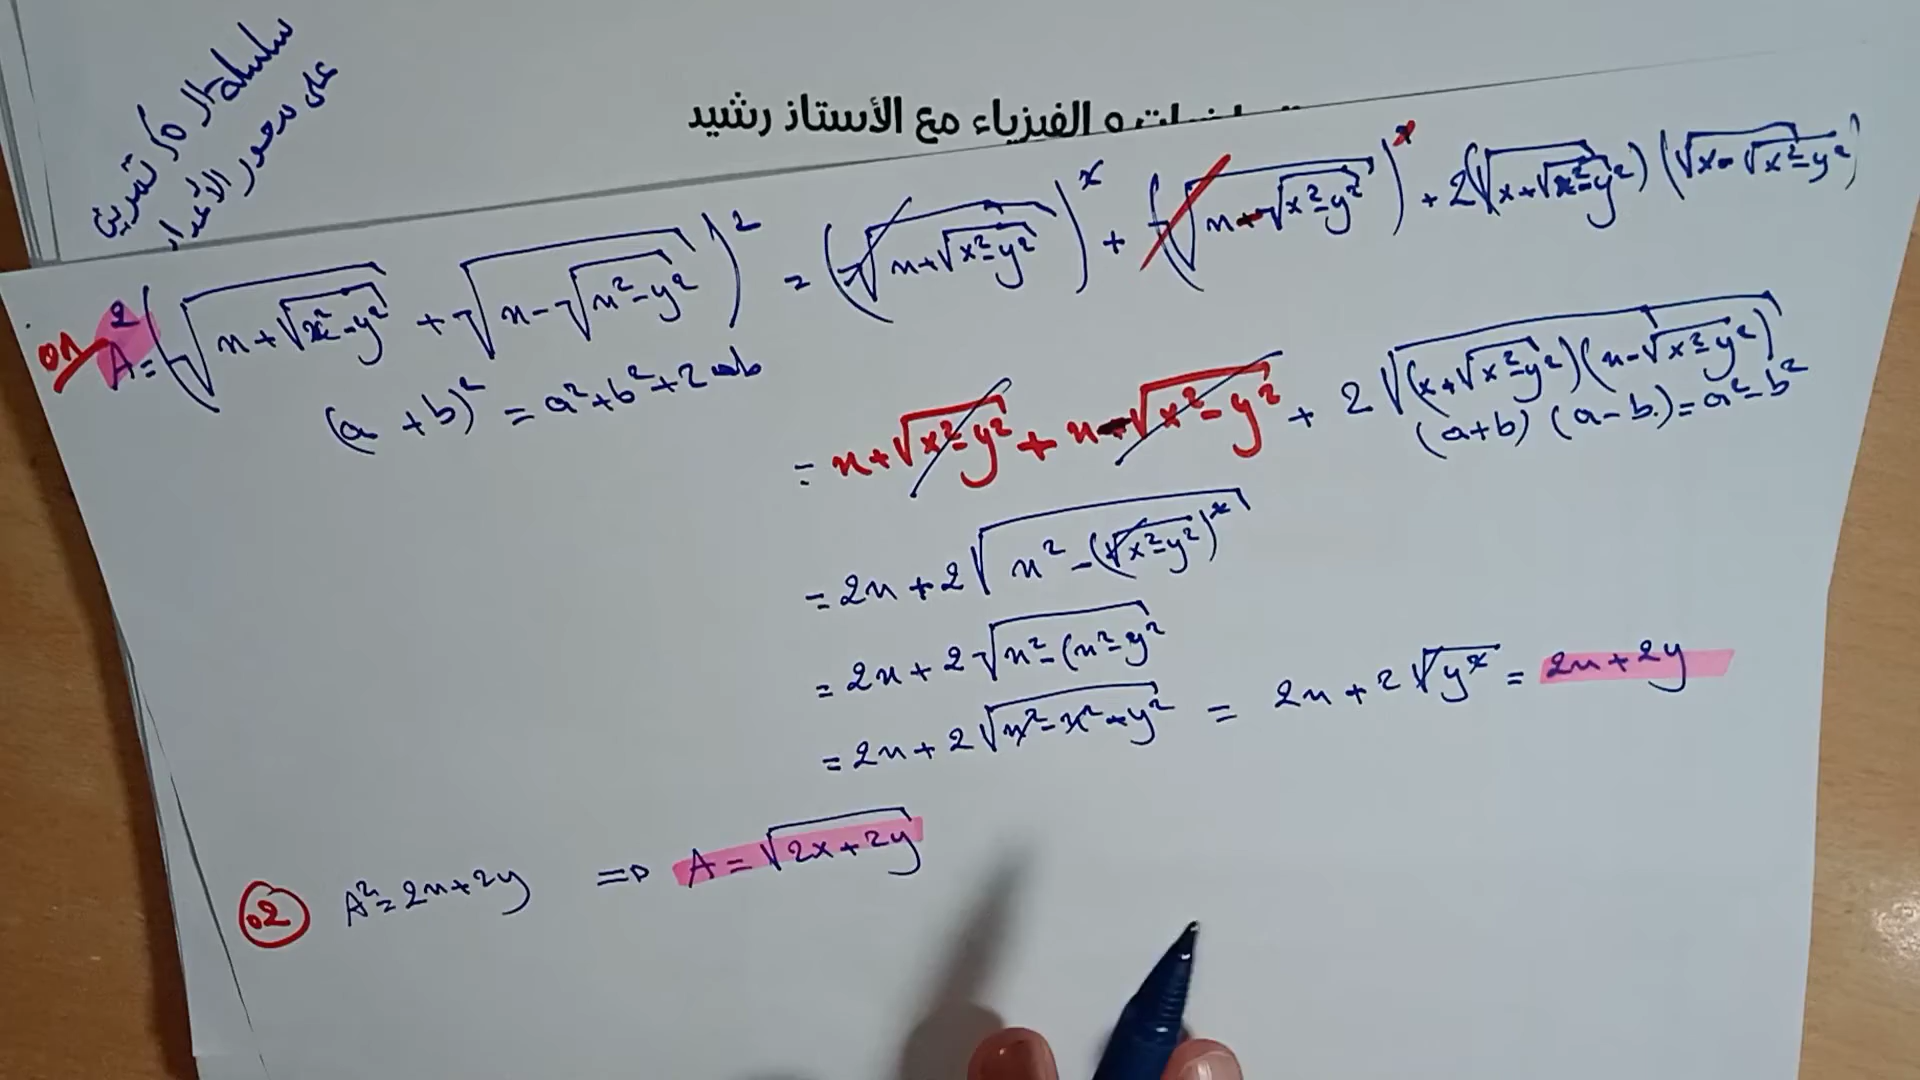 سلسلة الـ 50 تمرين
على محور الأعداد
و الفيزياء مع الأستاذ رشيد
01 A² = (√(x+√(x²-y²)) + √(x-√(x²-y²)))² = (√(x+√(x²-y²)))² + (√(x-√(x²-y²)))² + 2(√(x+√(x²-y²)))(√(x-√(x²-y²)))
(a + b)² = a²+b²+2ab
= x+√(x²-y²) + x-√(x²-y²) + 2√((x+√(x²-y²))(x-√(x²-y²)))
(a+b) (a-b) = a²-b²
= 2x + 2√(x²-(√(x²-y²))²)
= 2x + 2√(x²-(x²-y²
= 2x + 2√(x²-x²+y²) = 2x + 2√y² = 2x+2y
02 A²=2x+2y => A = √(2x+2y)